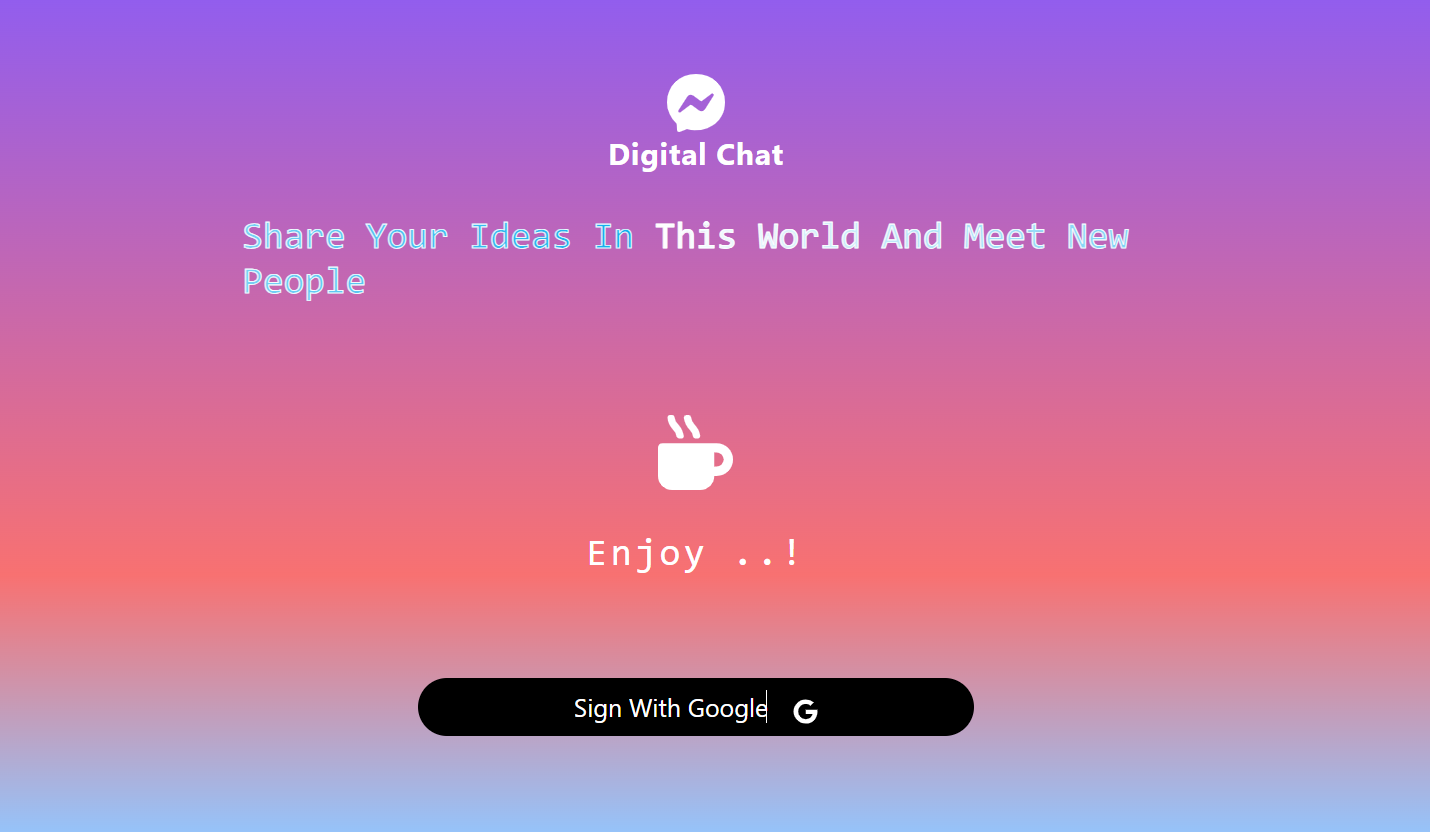 Digital Chat
Share Your Ideas In This World And Meet New
People
Enjoy ..!
Sign With Google